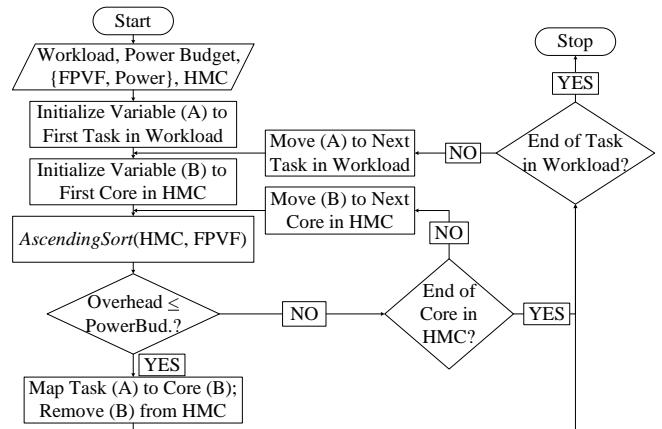 Start
Workload, Power Budget,
{FPVF, Power}, HMC
Initialize Variable (A) to
First Task in Workload
Initialize Variable (B) to
First Core in HMC
AscendingSort(HMC, FPVF)
Overhead ≤
PowerBud.?
YES
Map Task (A) to Core (B);
Remove (B) from HMC
NO
End of
Core in
HMC?
NO
Move (B) to Next
Core in HMC
YES
End of Task
in Workload?
NO
Move (A) to Next
Task in Workload
YES
Stop